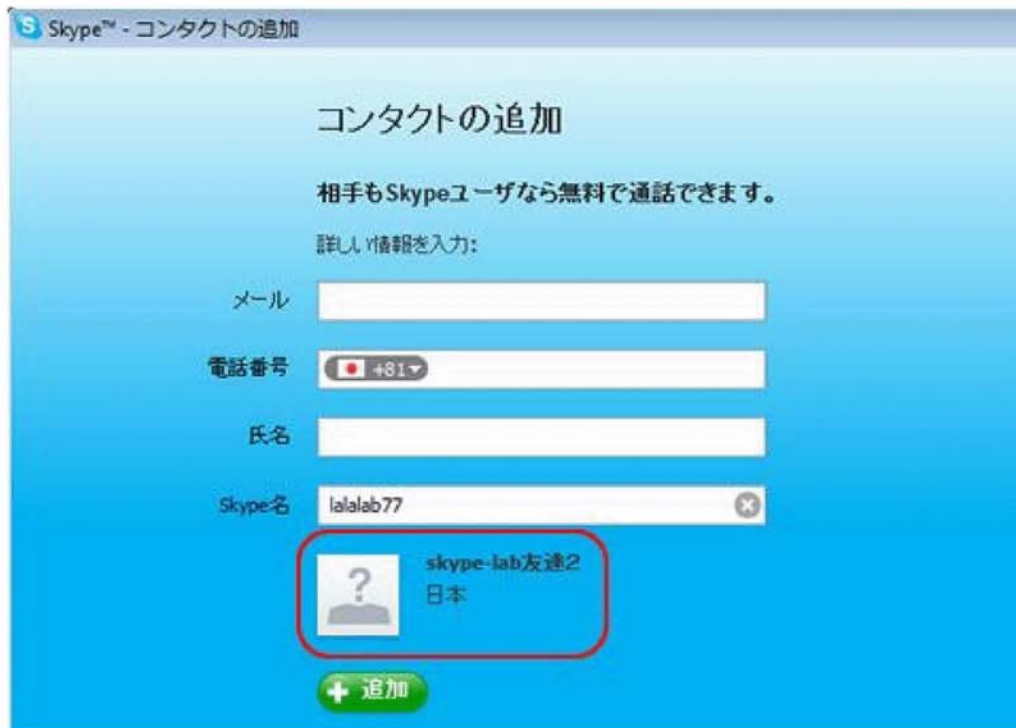 Skype™ - コンタクトの追加
コンタクトの追加
相手もSkypeユーザなら無料で通話できます。
詳しい情報を入力:
メール
電話番号 +81
氏名
Skype名 lalalab77
skype-lab友達2
日本
追加